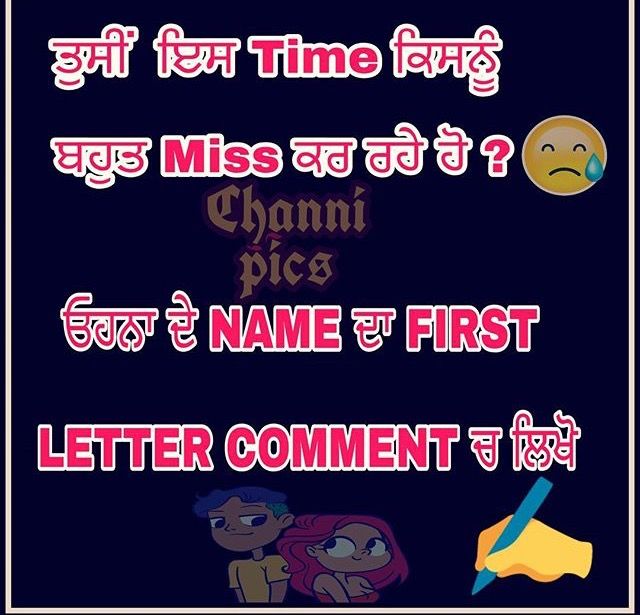 ਤੁਸੀਂ ਇਸ Time ਕਿਸਨੂੰ
ਬਹੁਤ Miss ਕਰ ਰਹੇ ਹੋ ?
Channi
pics
ਓਹਨਾ ਦੇ NAME ਦਾ FIRST
LETTER COMMENT ਚ ਲਿਖੋ